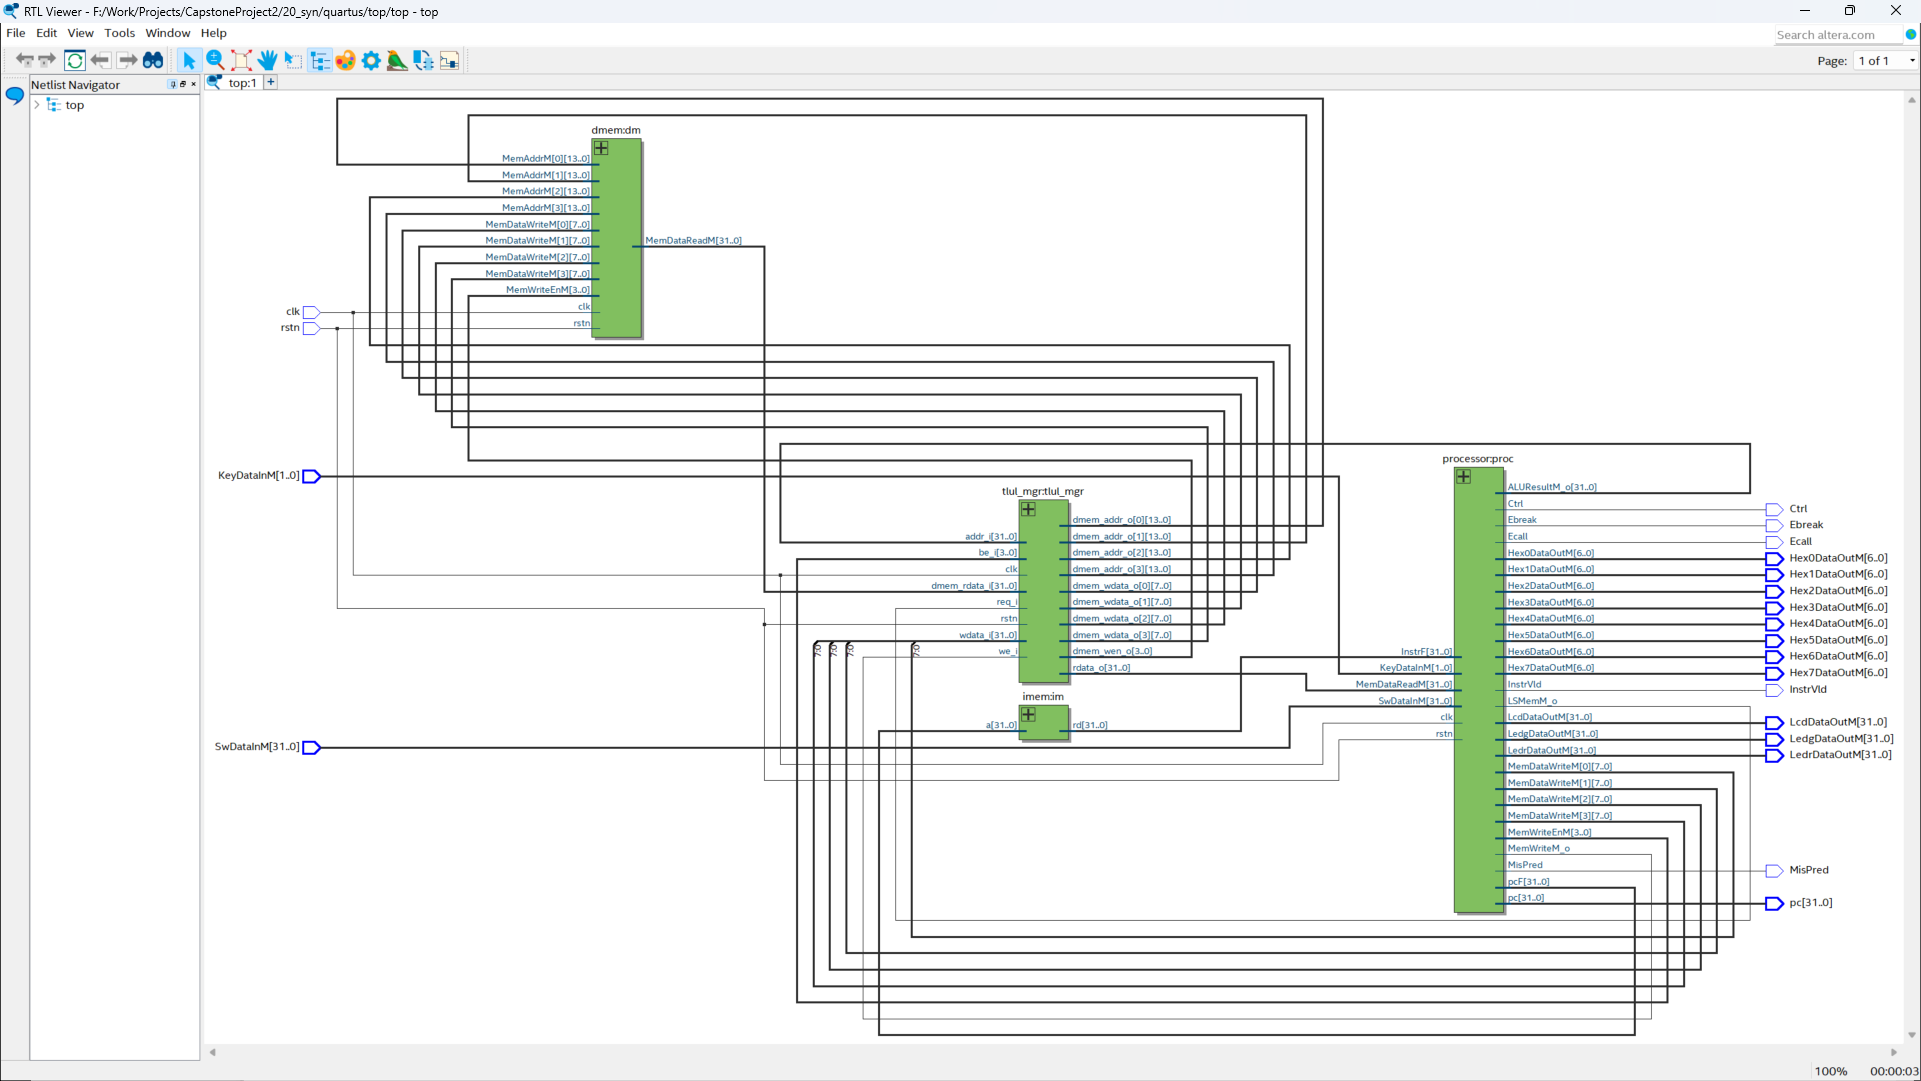 RTL Viewer - F:/Work/Projects/CapstoneProject2/20_syn/quartus/top/top - top
File Edit View Tools Window Help
Search altera.com
Page: 1 of 1
Netlist Navigator
top
top:1
dmem:dm
MemAddrM[0][13..0]
MemAddrM[1][13..0]
MemAddrM[2][13..0]
MemAddrM[3][13..0]
MemDataWriteM[0][7..0]
MemDataWriteM[1][7..0]
MemDataWriteM[2][7..0]
MemDataWriteM[3][7..0]
MemWriteEnM[3..0]
clk
rstn
MemDataReadM[31..0]
clk
rstn
KeyDataInM[1..0]
SwDataInM[31..0]
tlul_mgr:tlul_mgr
addr_i[31..0]
be_i[3..0]
clk
dmem_rdata_i[31..0]
req_i
rstn
wdata_i[31..0]
we_i
7:0
7:0
7:0
7:0
dmem_addr_o[0][13..0]
dmem_addr_o[1][13..0]
dmem_addr_o[2][13..0]
dmem_addr_o[3][13..0]
dmem_wdata_o[0][7..0]
dmem_wdata_o[1][7..0]
dmem_wdata_o[2][7..0]
dmem_wdata_o[3][7..0]
dmem_wen_o[3..0]
rdata_o[31..0]
imem:im
a[31..0]
rd[31..0]
processor:proc
InstrF[31..0]
KeyDataInM[1..0]
MemDataReadM[31..0]
SwDataInM[31..0]
clk
rstn
ALUResultM_o[31..0]
Ctrl
Ebreak
Ecall
Hex0DataOutM[6..0]
Hex1DataOutM[6..0]
Hex2DataOutM[6..0]
Hex3DataOutM[6..0]
Hex4DataOutM[6..0]
Hex5DataOutM[6..0]
Hex6DataOutM[6..0]
Hex7DataOutM[6..0]
InstrVld
LSMemM_o
LcdDataOutM[31..0]
LedgDataOutM[31..0]
LedrDataOutM[31..0]
MemDataWriteM[0][7..0]
MemDataWriteM[1][7..0]
MemDataWriteM[2][7..0]
MemDataWriteM[3][7..0]
MemWriteEnM[3..0]
MemWriteM_o
MisPred
pcF[31..0]
pc[31..0]
Ctrl
Ebreak
Ecall
Hex0DataOutM[6..0]
Hex1DataOutM[6..0]
Hex2DataOutM[6..0]
Hex3DataOutM[6..0]
Hex4DataOutM[6..0]
Hex5DataOutM[6..0]
Hex6DataOutM[6..0]
Hex7DataOutM[6..0]
InstrVld
LcdDataOutM[31..0]
LedgDataOutM[31..0]
LedrDataOutM[31..0]
MisPred
pc[31..0]
100% 00:00:03